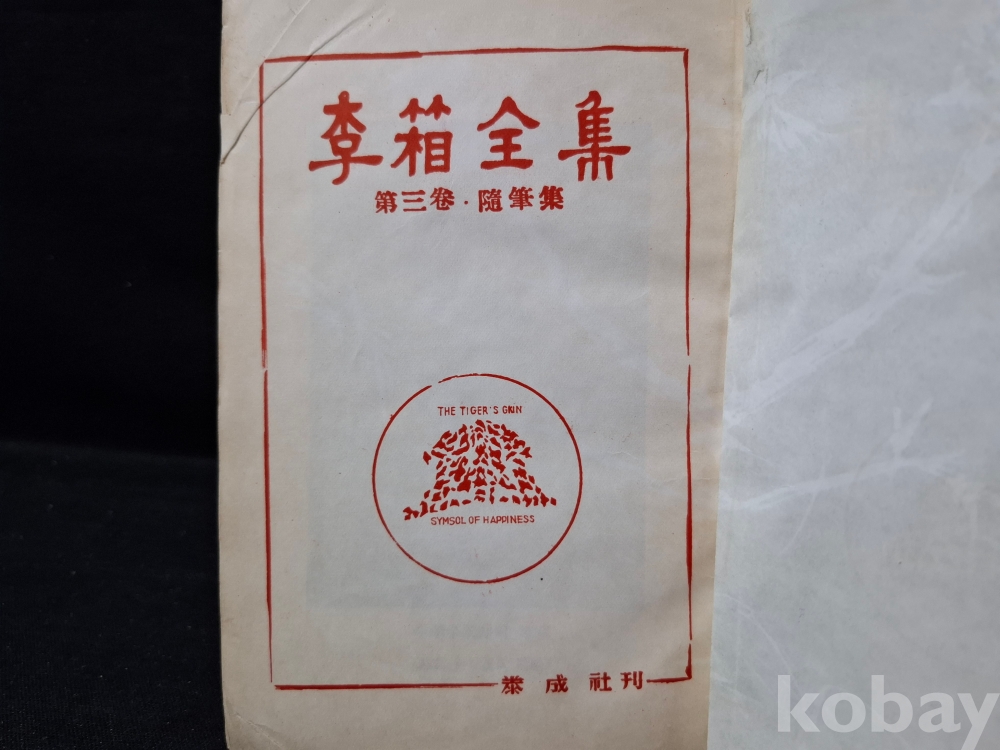 李箱全集
第三卷·隨筆集
THE TIGER'S GKIN
SYMSOL OF HAPPINESS
泰成社刊
kobay